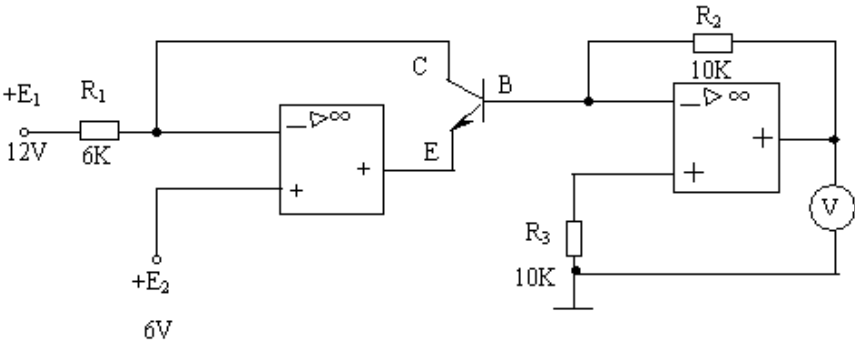 R₂
C
B
10K
+E₁
R₁
− ▷ ∞
− ▷ ∞
12V
6K
E
+
+
+
+
V
R₃
10K
+E₂
6V